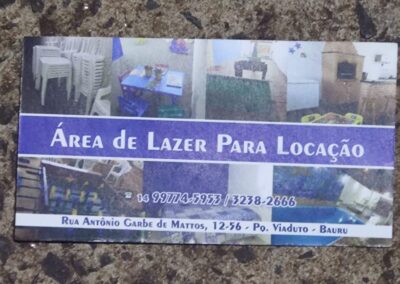 Área de Lazer Para Locação
☎ 14 99774-5953 / 3238-2666
Rua Antônio Garbe de Mattos, 12-56 - Pq. Viaduto - Bauru